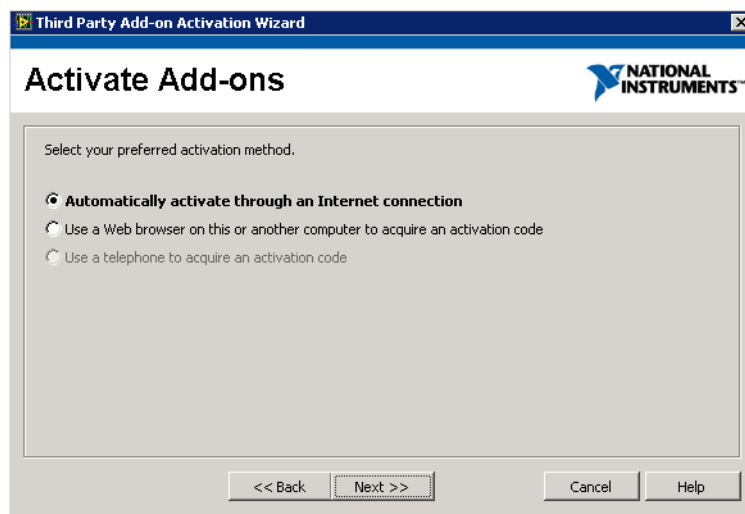 Third Party Add-on Activation Wizard
Activate Add-ons
NATIONAL
INSTRUMENTS™
Select your preferred activation method.
Automatically activate through an Internet connection
Use a Web browser on this or another computer to acquire an activation code
Use a telephone to acquire an activation code
<< Back Next >> Cancel Help